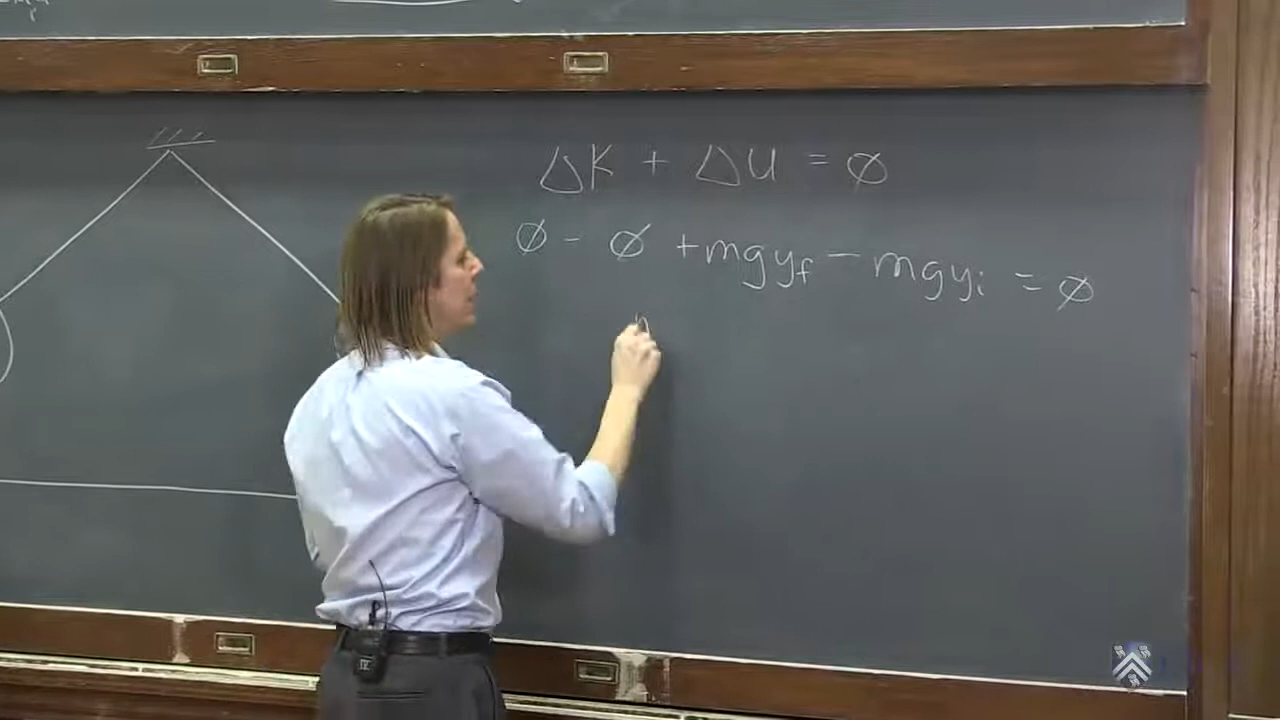 ΔK + ΔU = ∅
∅ - ∅ + mgy_f - mgy_i = ∅